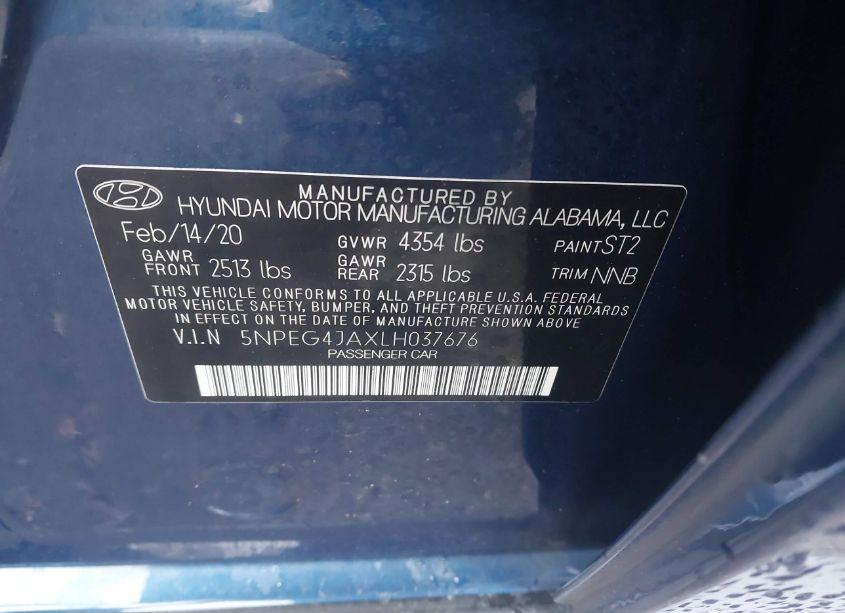 MANUFACTURED BY
HYUNDAI MOTOR MANUFACTURING ALABAMA, LLC
Feb/14/20 GVWR 4354 lbs PAINT ST2
GAWR FRONT 2513 lbs GAWR REAR 2315 lbs TRIM NNB
THIS VEHICLE CONFORMS TO ALL APPLICABLE U.S.A. FEDERAL
MOTOR VEHICLE SAFETY, BUMPER, AND THEFT PREVENTION STANDARDS
IN EFFECT ON THE DATE OF MANUFACTURE SHOWN ABOVE.
V.I.N 5NPEG4JAXLH037676
PASSENGER CAR